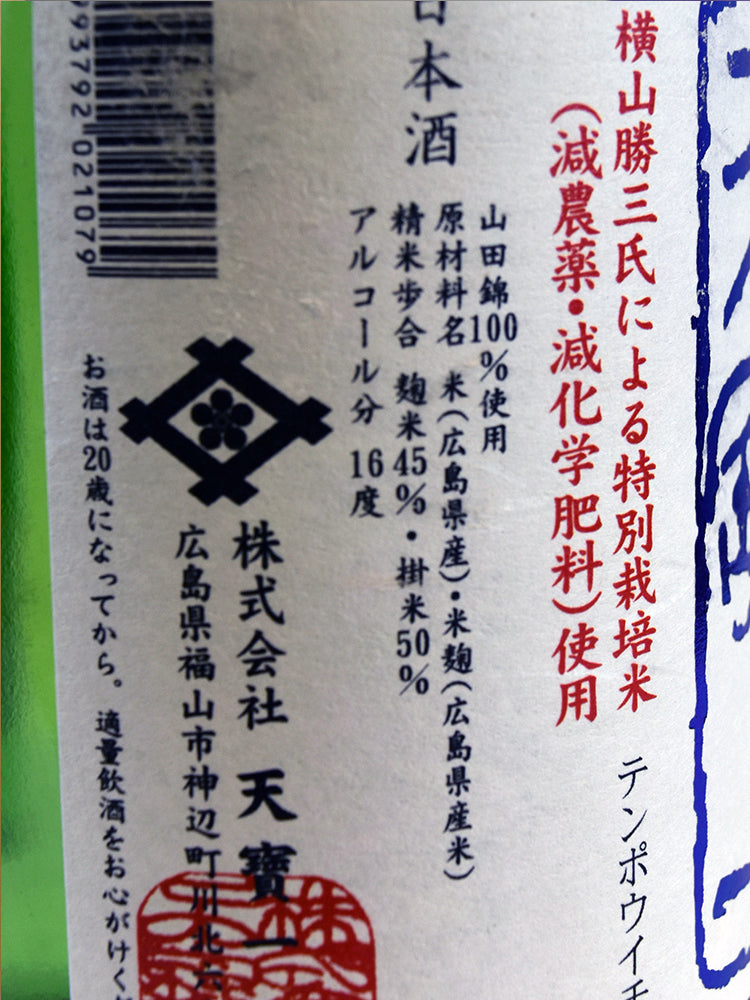 横山勝三氏による特別栽培米
テンポウイチ
(減農薬・減化学肥料)使用
山田錦100%使用
原材料名 米(広島県産)・米麹(広島県産米)
精米歩合 麹米45%・掛米50%
アルコール分 16度
日本酒
株式会社 天寶一
広島県福山市神辺町川北六
お酒は20歳になってから。適量飲酒をお心がけくだ
93792 021079